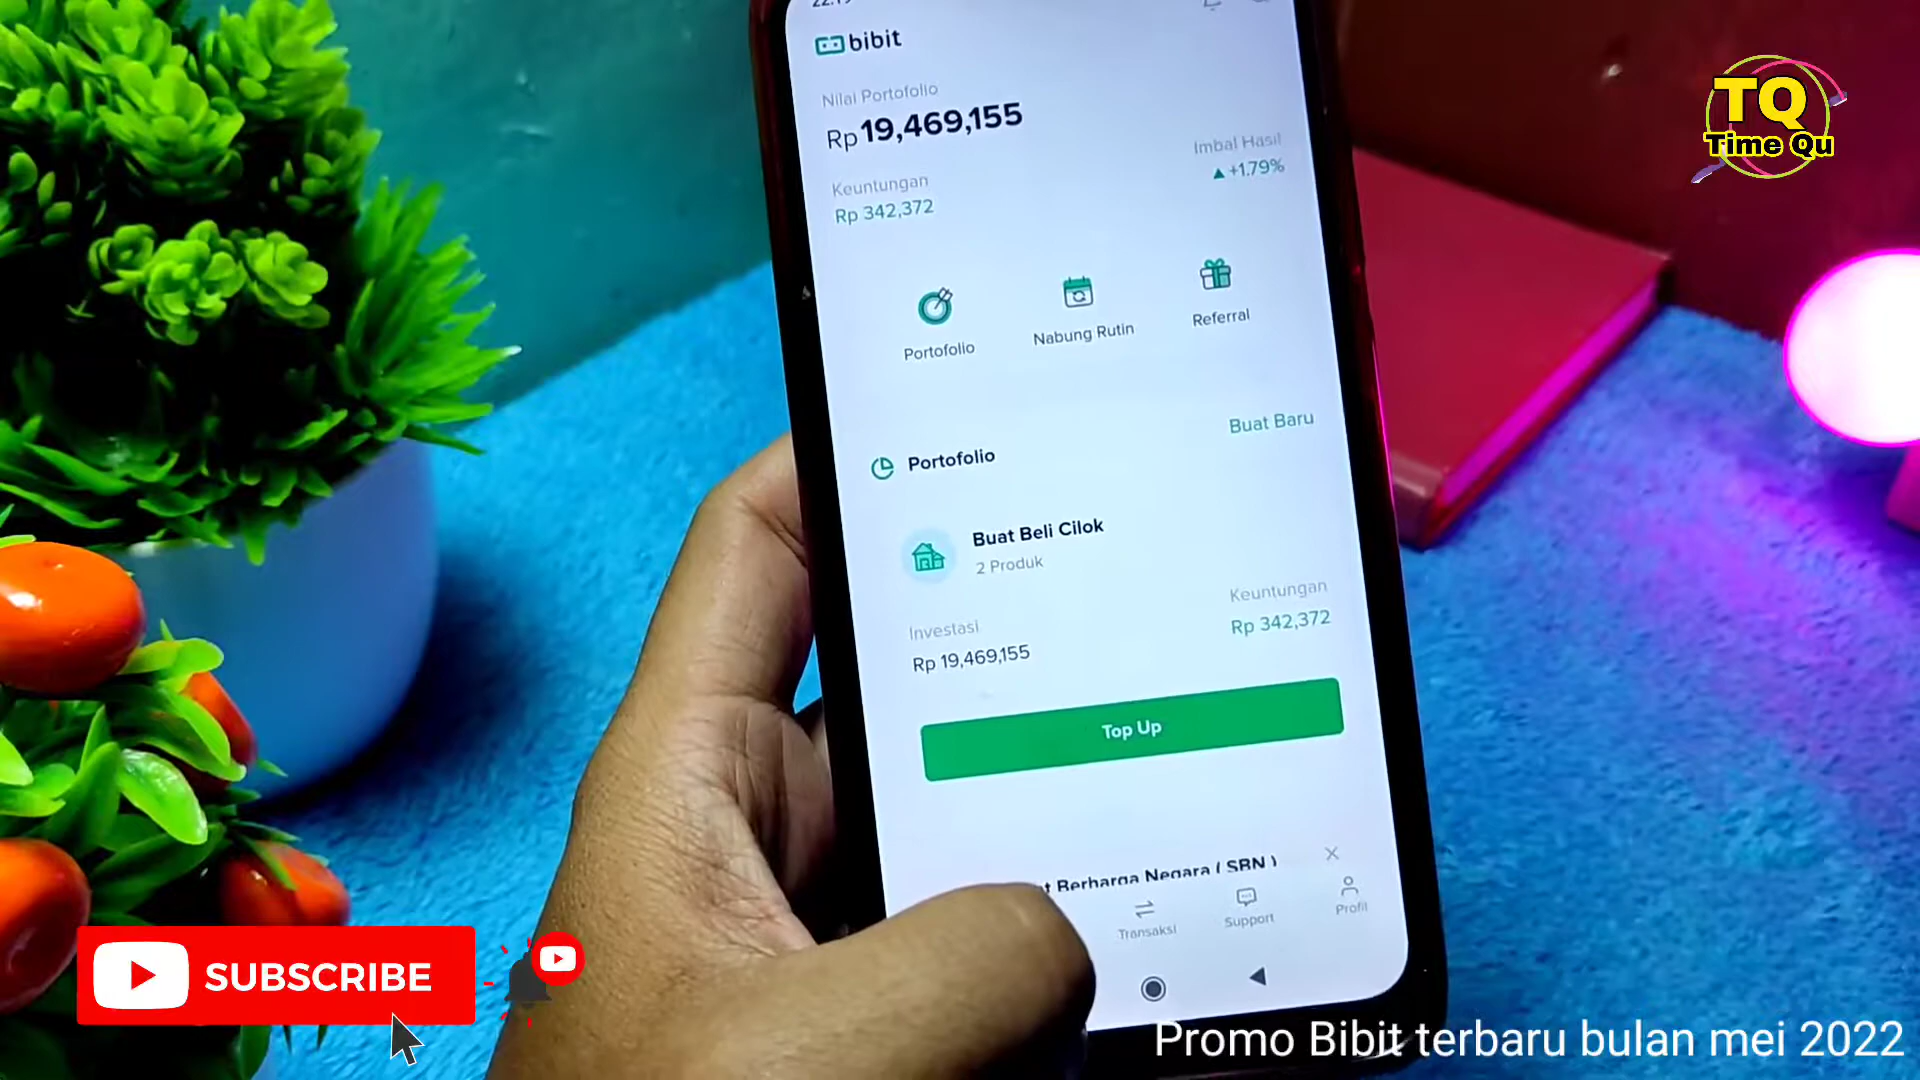 bibit
Nilai Portofolio
Rp 19,469,155
Imbal Hasil
+1.79%
Keuntungan
Rp 342,372
Portofolio
Nabung Rutin
Referral
Portofolio
Buat Baru
Buat Beli Cilok
2 Produk
Investasi
Rp 19,469,155
Keuntungan
Rp 342,372
Top Up
Berharga Negara ( SBN )
Transaksi
Support
Profil
TQ
Time Qu
SUBSCRIBE
Promo Bibit terbaru bulan mei 2022